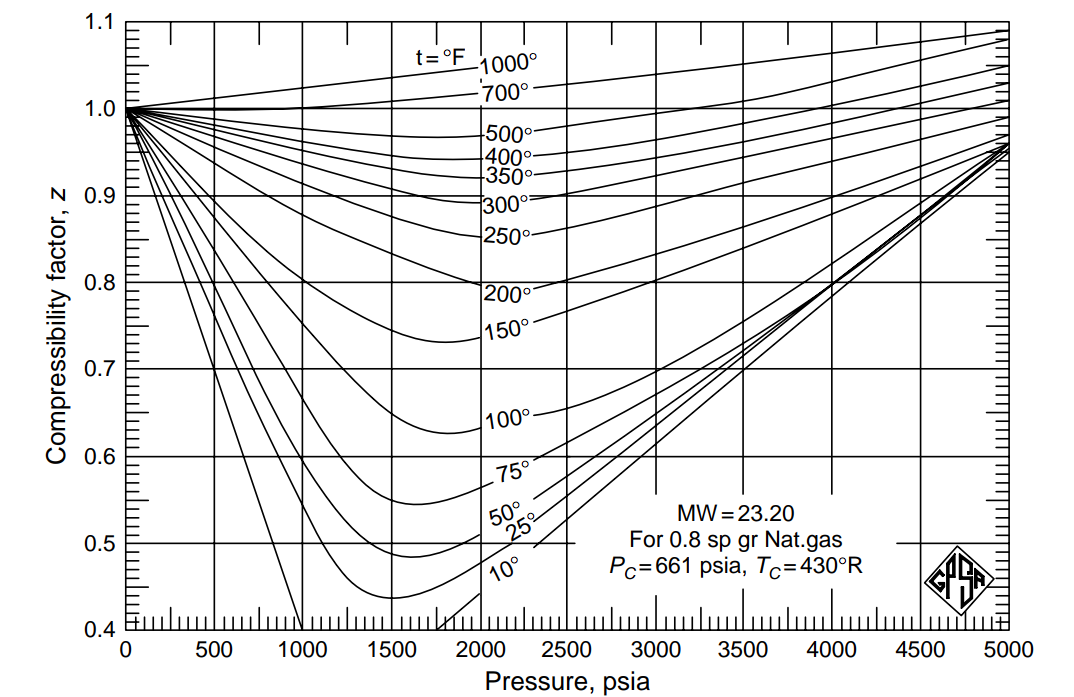 1.1
1.0
0.9
0.8
0.7
0.6
0.5
0.4
Compressibility factor, z
t = °F
1000°
700°
500°
400°
350°
300°
250°
200°
150°
100°
75°
50°
25°
10°
MW = 23.20
For 0.8 sp gr Nat.gas
PC = 661 psia, TC = 430°R
GPSA
0 500 1000 1500 2000 2500 3000 3500 4000 4500 5000
Pressure, psia